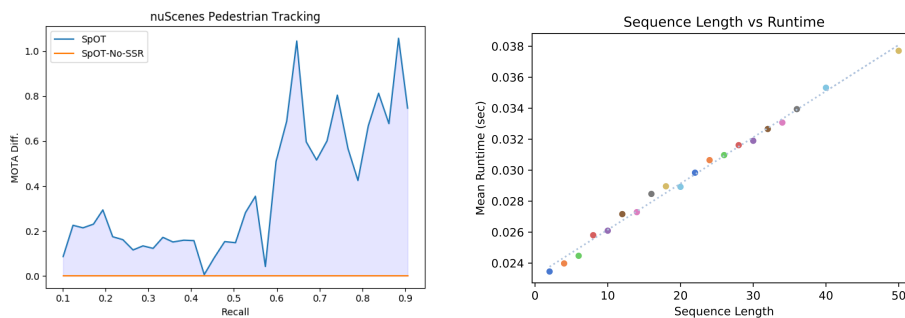 nuScenes Pedestrian Tracking
SpOT
SpOT-No-SSR
1.0
0.8
0.6
0.4
0.2
0.0
MOTA Diff.
0.1 0.2 0.3 0.4 0.5 0.6 0.7 0.8 0.9
Recall
Sequence Length vs Runtime
0.038
0.036
0.034
0.032
0.030
0.028
0.026
0.024
Mean Runtime (sec)
0 10 20 30 40 50
Sequence Length